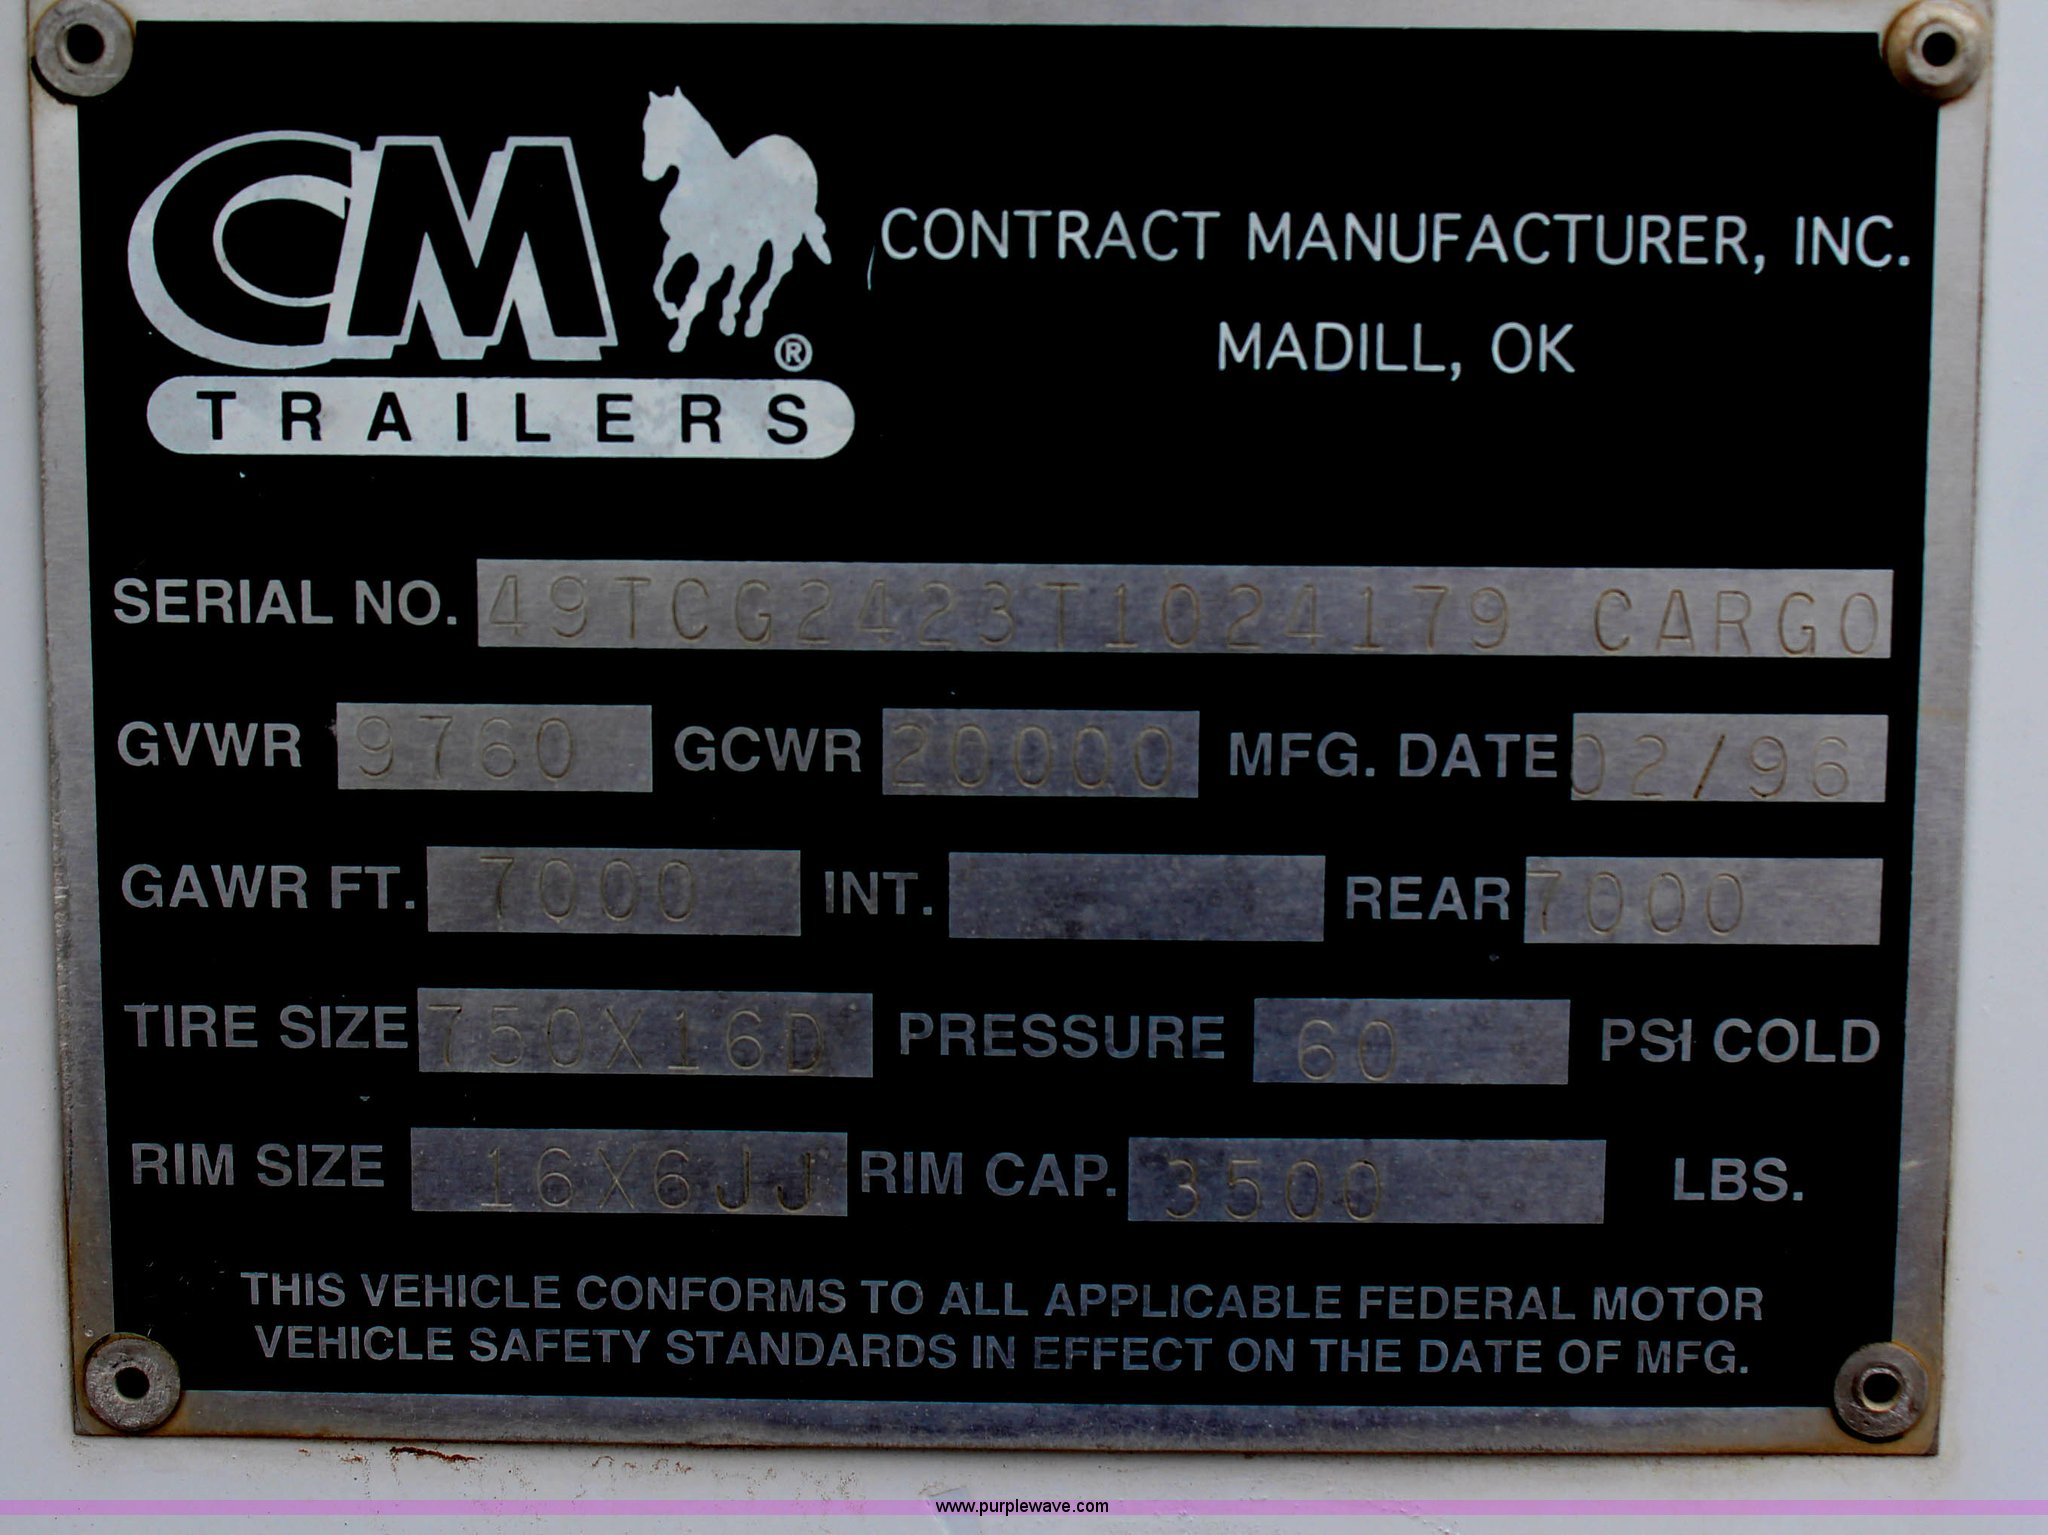 CM ®
TRAILERS
CONTRACT MANUFACTURER, INC.
MADILL, OK
SERIAL NO. 49TCG2423T1024179 CARGO
GVWR 9760 GCWR 20000 MFG. DATE 02/96
GAWR FT. 7000 INT. REAR 7000
TIRE SIZE 750X16D PRESSURE 60 PSI COLD
RIM SIZE 16X6JJ RIM CAP. 3500 LBS.
THIS VEHICLE CONFORMS TO ALL APPLICABLE FEDERAL MOTOR
VEHICLE SAFETY STANDARDS IN EFFECT ON THE DATE OF MFG.
www.purplewave.com